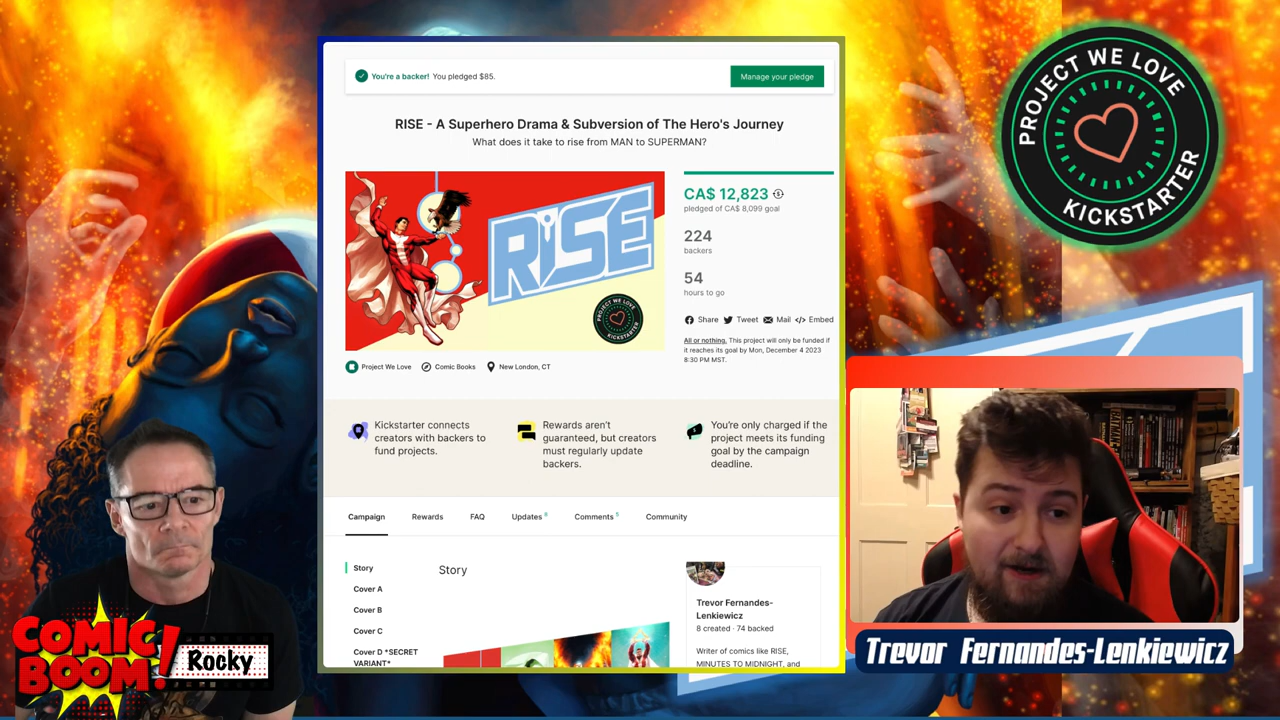 You're a backer! You pledged $85.
Manage your pledge
RISE - A Superhero Drama & Subversion of The Hero's Journey
What does it take to rise from MAN to SUPERMAN?
RiSE
PROJECT WE LOVE
KICKSTARTER
Project We Love
Comic Books
New London, CT
CA$ 12,823
pledged of CA$ 8,099 goal
224
backers
54
hours to go
Share
Tweet
Mail
</> Embed
All or nothing. This project will only be funded if
it reaches its goal by Mon, December 4 2023
8:30 PM MST.
Kickstarter connects
creators with backers to
fund projects.
Rewards aren't
guaranteed, but creators
must regularly update
backers.
You're only charged if the
project meets its funding
goal by the campaign
deadline.
Campaign
Rewards
FAQ
Updates 8
Comments 5
Community
Story
Cover A
Cover B
Cover C
Cover D *SECRET
VARIANT*
Story
Trevor Fernandes-
Lenkiewicz
8 created · 74 backed
Writer of comics like RISE,
MINUTES TO MIDNIGHT, and
PROJECT WE LOVE
KICKSTARTER
COMIC
BOOM!
Rocky
Trevor Fernandes-Lenkiewicz